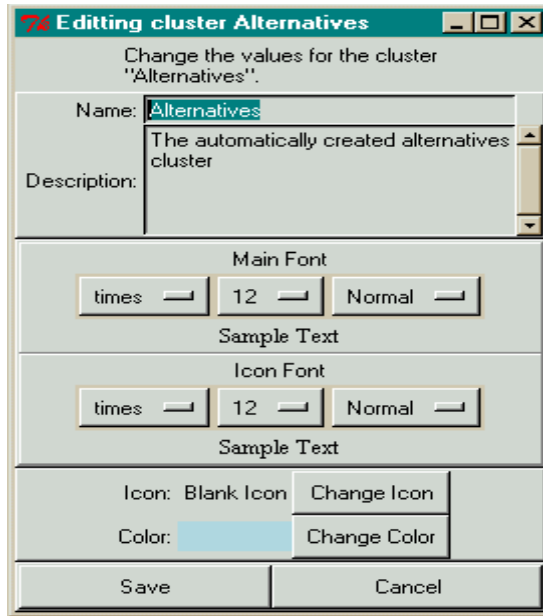 7% Editting cluster Alternatives
Change the values for the cluster
"Alternatives".
Name: Alternatives
Description: The automatically created alternatives
cluster
Main Font
times 12 Normal
Sample Text
Icon Font
times 12 Normal
Sample Text
Icon: Blank Icon Change Icon
Color: Change Color
Save Cancel